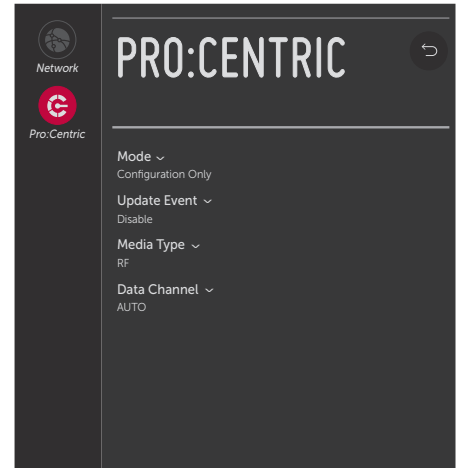 Network
Pro:Centric
PRO:CENTRIC
Mode
Configuration Only
Update Event
Disable
Media Type
RF
Data Channel
AUTO